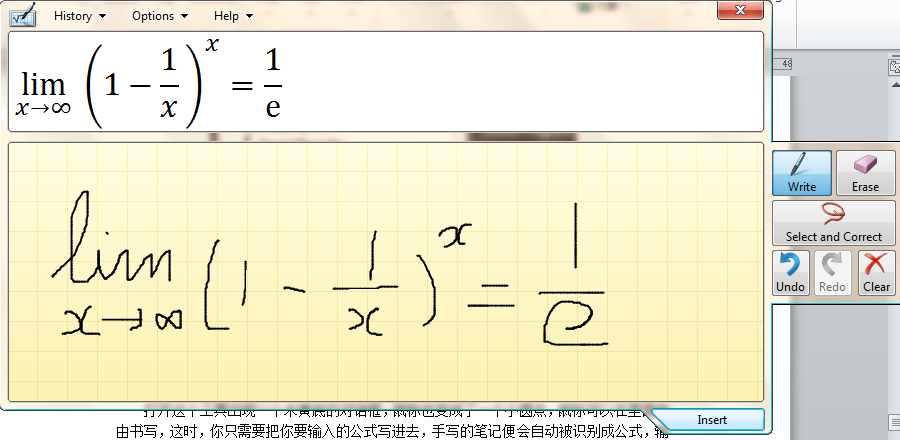 History Options Help
lim x→∞ (1 − 1/x)^x = 1/e
48
lim x→∞ (1 − 1/x)^x = 1/e
Write Erase
Select and Correct
Undo Redo Clear
Insert
由书写，这时，你只需要把你要输入的公式写进去，手写的笔记便会自动被识别成公式，输